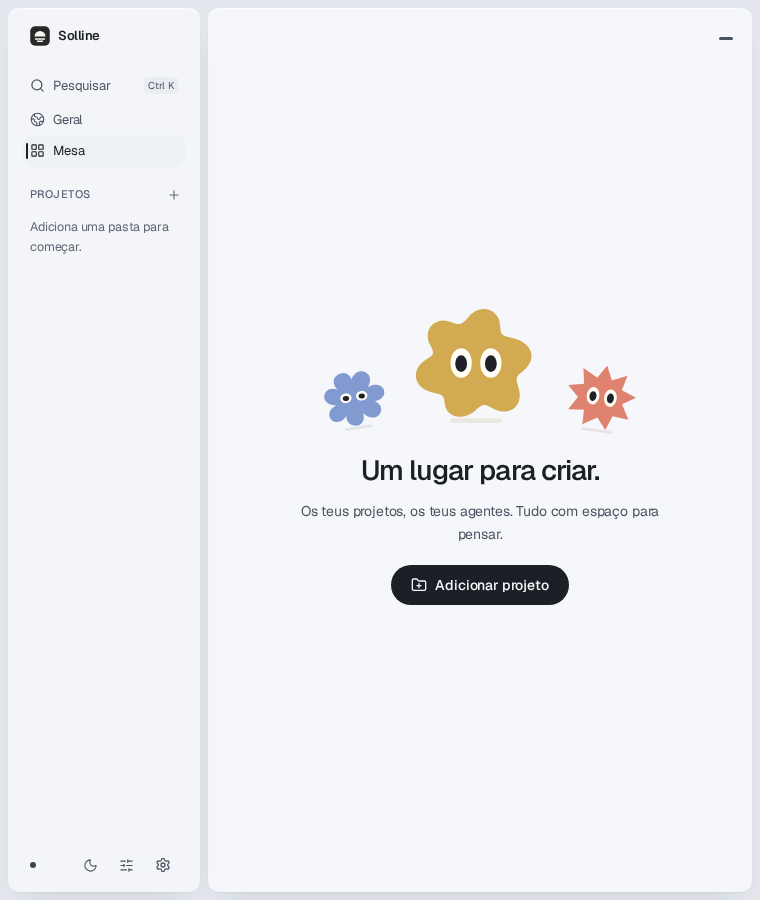 Solline
Pesquisar Ctrl K
Geral
Mesa
PROJETOS
Adiciona uma pasta para
começar.
Um lugar para criar.
Os teus projetos, os teus agentes. Tudo com espaço para
pensar.
Adicionar projeto